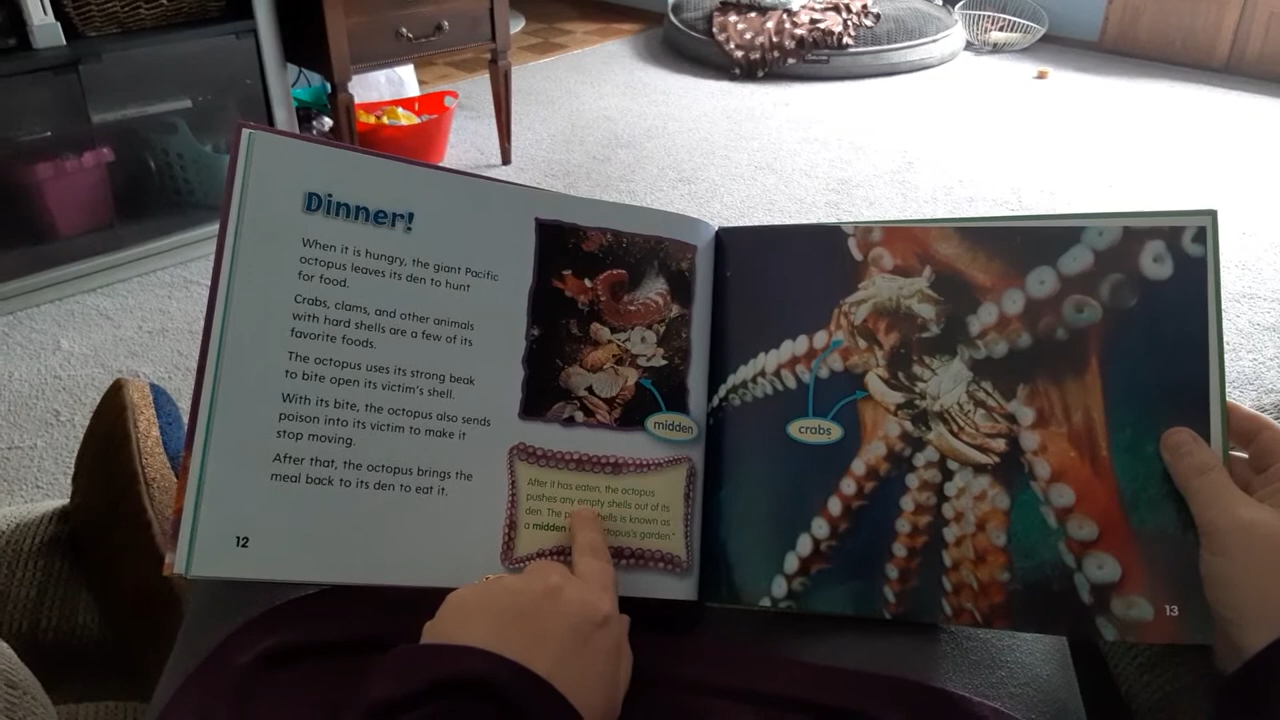 Dinner!
When it is hungry, the giant Pacific
octopus leaves its den to hunt
for food.
Crabs, clams, and other animals
with hard shells are a few of its
favorite foods.
The octopus uses its strong beak
to bite open its victim's shell.
With its bite, the octopus also sends
poison into its victim to make it
stop moving.
After that, the octopus brings the
meal back to its den to eat it.
12
midden
After it has eaten, the octopus
pushes any empty shells out of its
den. The shells is known as
a midden octopus's garden."
crabs
13